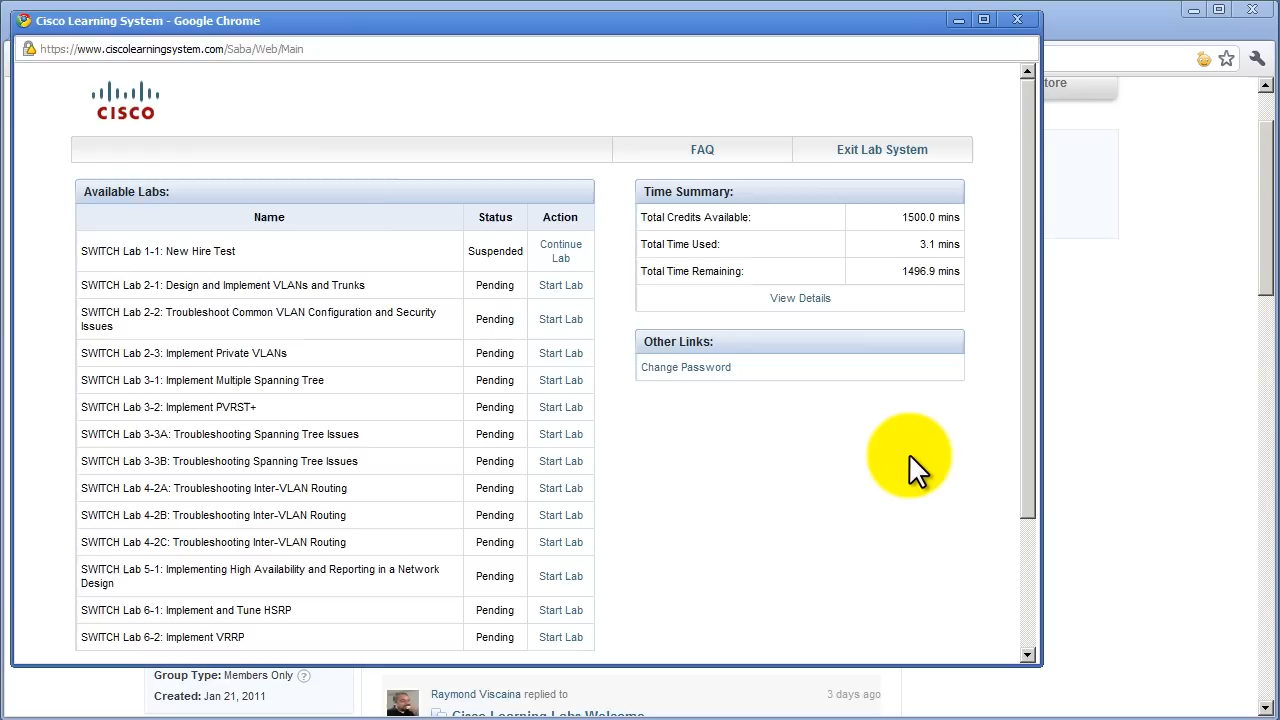 Cisco Learning System - Google Chrome
https://www.ciscolearningsystem.com/Saba/Web/Main
tore
CISCO
FAQ
Exit Lab System
Available Labs:
Name Status Action
SWITCH Lab 1-1: New Hire Test Suspended Continue
Lab
SWITCH Lab 2-1: Design and Implement VLANs and Trunks Pending Start Lab
SWITCH Lab 2-2: Troubleshoot Common VLAN Configuration and Security
Issues Pending Start Lab
SWITCH Lab 2-3: Implement Private VLANs Pending Start Lab
SWITCH Lab 3-1: Implement Multiple Spanning Tree Pending Start Lab
SWITCH Lab 3-2: Implement PVRST+ Pending Start Lab
SWITCH Lab 3-3A: Troubleshooting Spanning Tree Issues Pending Start Lab
SWITCH Lab 3-3B: Troubleshooting Spanning Tree Issues Pending Start Lab
SWITCH Lab 4-2A: Troubleshooting Inter-VLAN Routing Pending Start Lab
SWITCH Lab 4-2B: Troubleshooting Inter-VLAN Routing Pending Start Lab
SWITCH Lab 4-2C: Troubleshooting Inter-VLAN Routing Pending Start Lab
SWITCH Lab 5-1: Implementing High Availability and Reporting in a Network
Design Pending Start Lab
SWITCH Lab 6-1: Implement and Tune HSRP Pending Start Lab
SWITCH Lab 6-2: Implement VRRP Pending Start Lab
Time Summary:
Total Credits Available: 1500.0 mins
Total Time Used: 3.1 mins
Total Time Remaining: 1496.9 mins
View Details
Other Links:
Change Password
Group Type: Members Only ?
Created: Jan 21, 2011
Raymond Viscaina replied to 3 days ago
Cisco Learning Labs Welcome